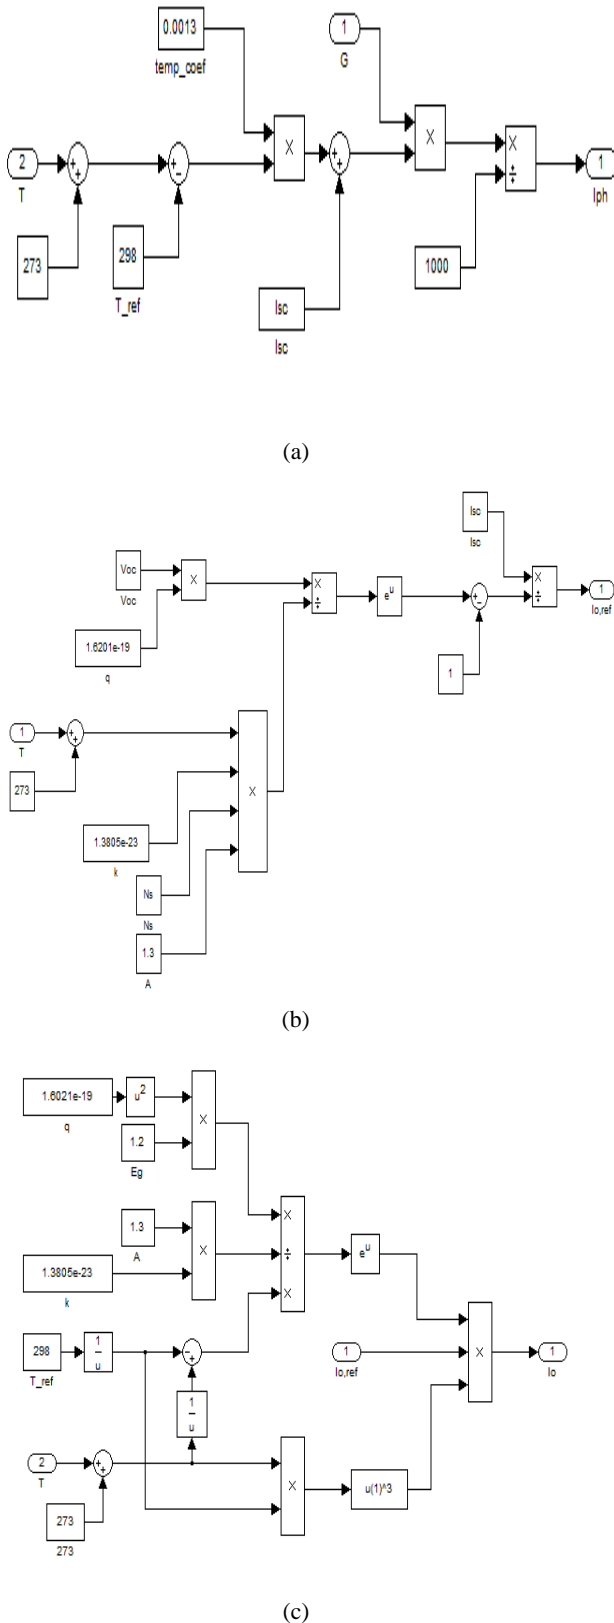 0.0013
temp_coef
1
G
×
×
×
÷
2
T
+
+
+
−
+
+
1
Iph
273
298
T_ref
Isc
Isc
1000
(a)
Isc
Isc
Voc
Voc
×
×
÷
e^u
+
−
×
÷
1
Io,ref
1.6201e-19
q
1
1
T
+
+
273
×
1.3805e-23
k
Ns
Ns
1.3
A
(b)
1.6021e-19
q
u^2
×
1.2
Eg
1.3
A
×
1.3805e-23
k
×
÷
×
e^u
298
T_ref
1
u
−
+
1
Io,ref
×
1
Io
1
u
2
T
+
+
×
u(1)^3
273
273
(c)